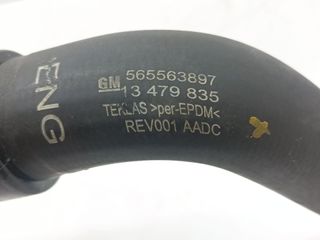 ENG
GM 565563897
13 479 835
TEKLAS >per-EPDM<
REV001 AADC